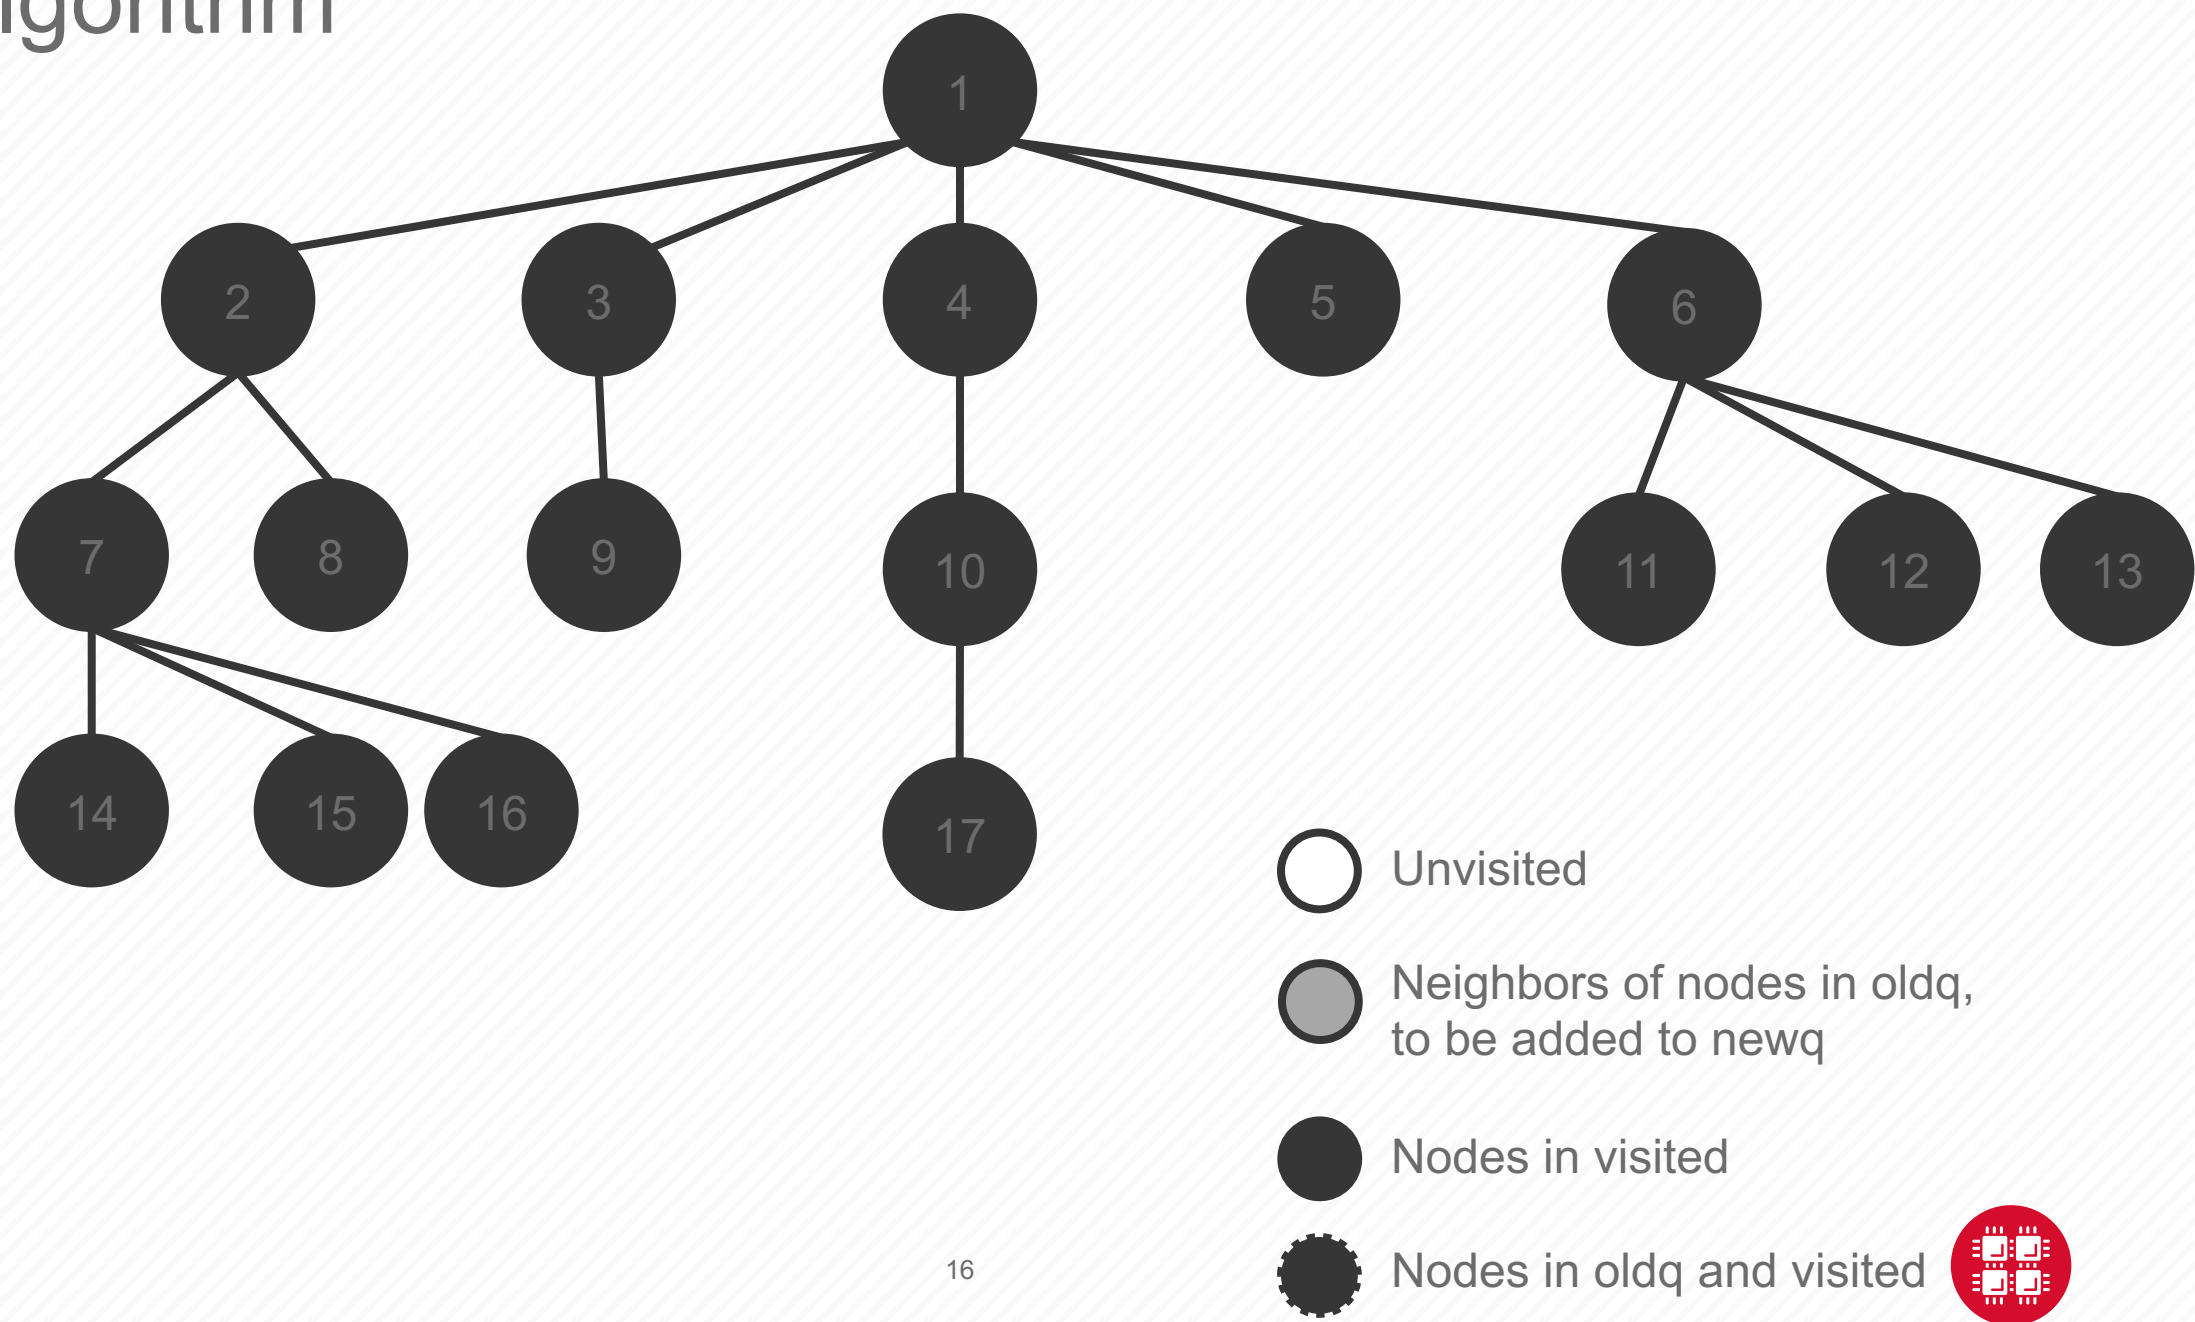 lgorithm
1
2 3 4 5 6
7 8 9 10 11 12 13
14 15 16 17
Unvisited
Neighbors of nodes in oldq,
to be added to newq
Nodes in visited
Nodes in oldq and visited
16